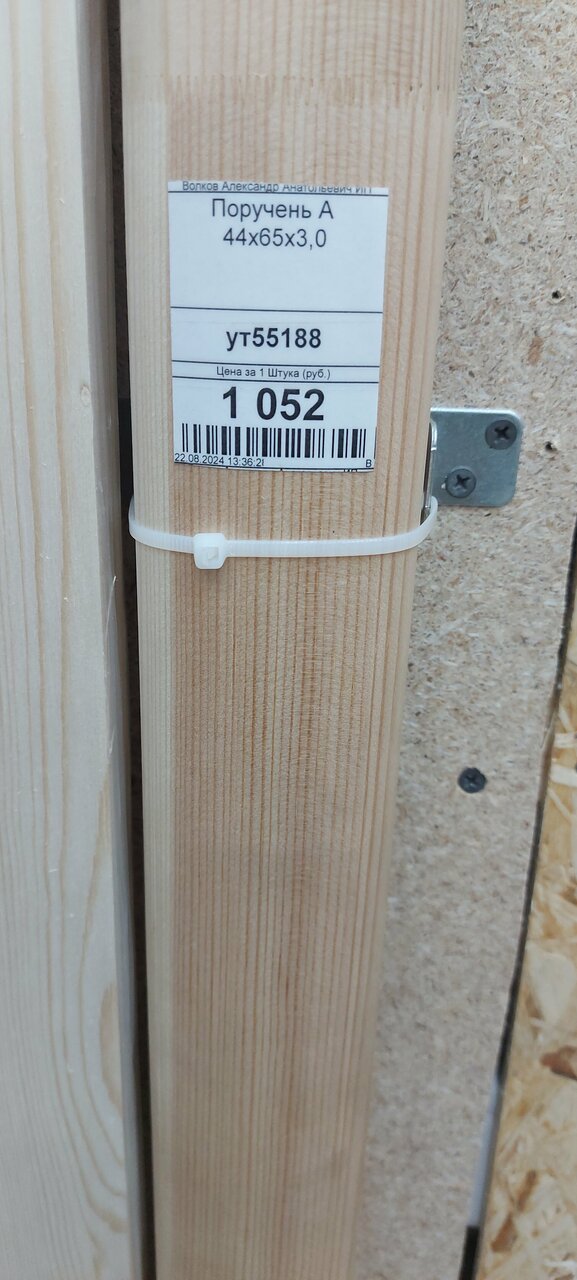 Волков Александр Анатольевич ИП
Поручень А
44х65х3,0
ут55188
Цена за 1 Штука (руб.)
1 052
22.08.2024 13:36:2
В